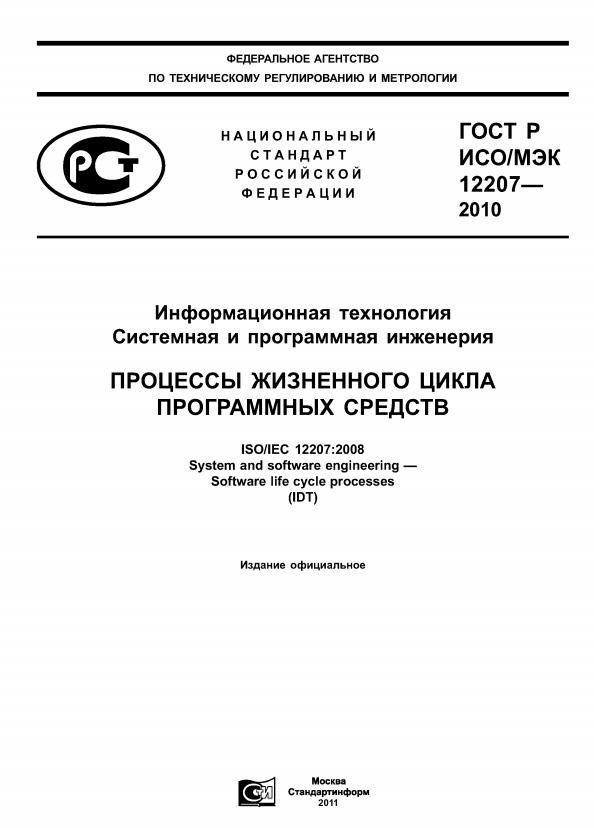 ФЕДЕРАЛЬНОЕ АГЕНТСТВО
ПО ТЕХНИЧЕСКОМУ РЕГУЛИРОВАНИЮ И МЕТРОЛОГИИ
РСТ
НАЦИОНАЛЬНЫЙ
СТАНДАРТ
РОССИЙСКОЙ
ФЕДЕРАЦИИ
ГОСТ Р
ИСО/МЭК
12207—
2010
Информационная технология
Системная и программная инженерия
ПРОЦЕССЫ ЖИЗНЕННОГО ЦИКЛА
ПРОГРАММНЫХ СРЕДСТВ
ISO/IEC 12207:2008
System and software engineering —
Software life cycle processes
(IDT)
Издание официальное
Москва
Стандартинформ
2011